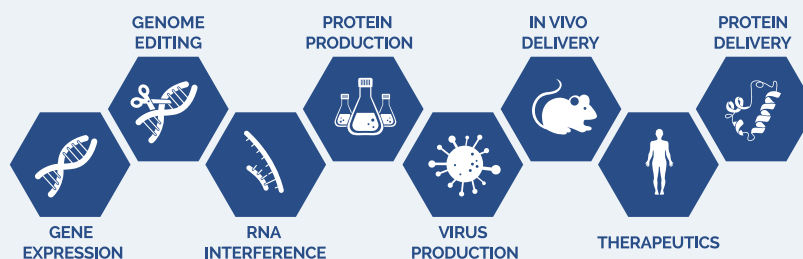 GENOME
EDITING
PROTEIN
PRODUCTION
IN VIVO
DELIVERY
PROTEIN
DELIVERY
GENE
EXPRESSION
RNA
INTERFERENCE
VIRUS
PRODUCTION
THERAPEUTICS